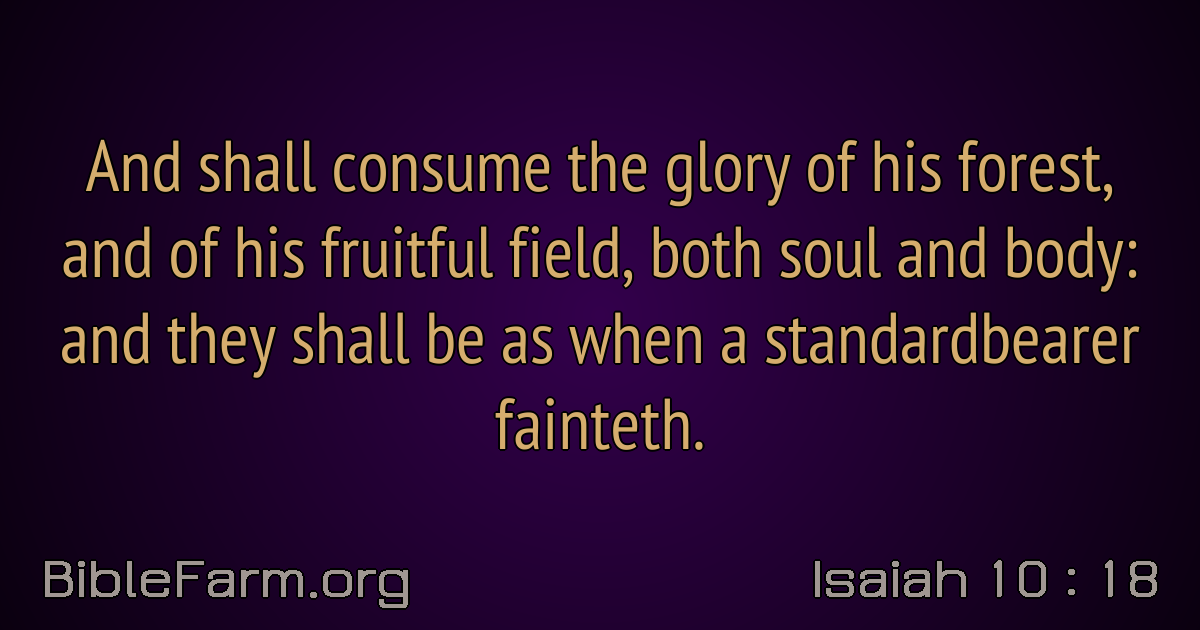 And shall consume the glory of his forest,
and of his fruitful field, both soul and body:
and they shall be as when a standardbearer
fainteth.
BibleFarm.org
Isaiah 10 : 18